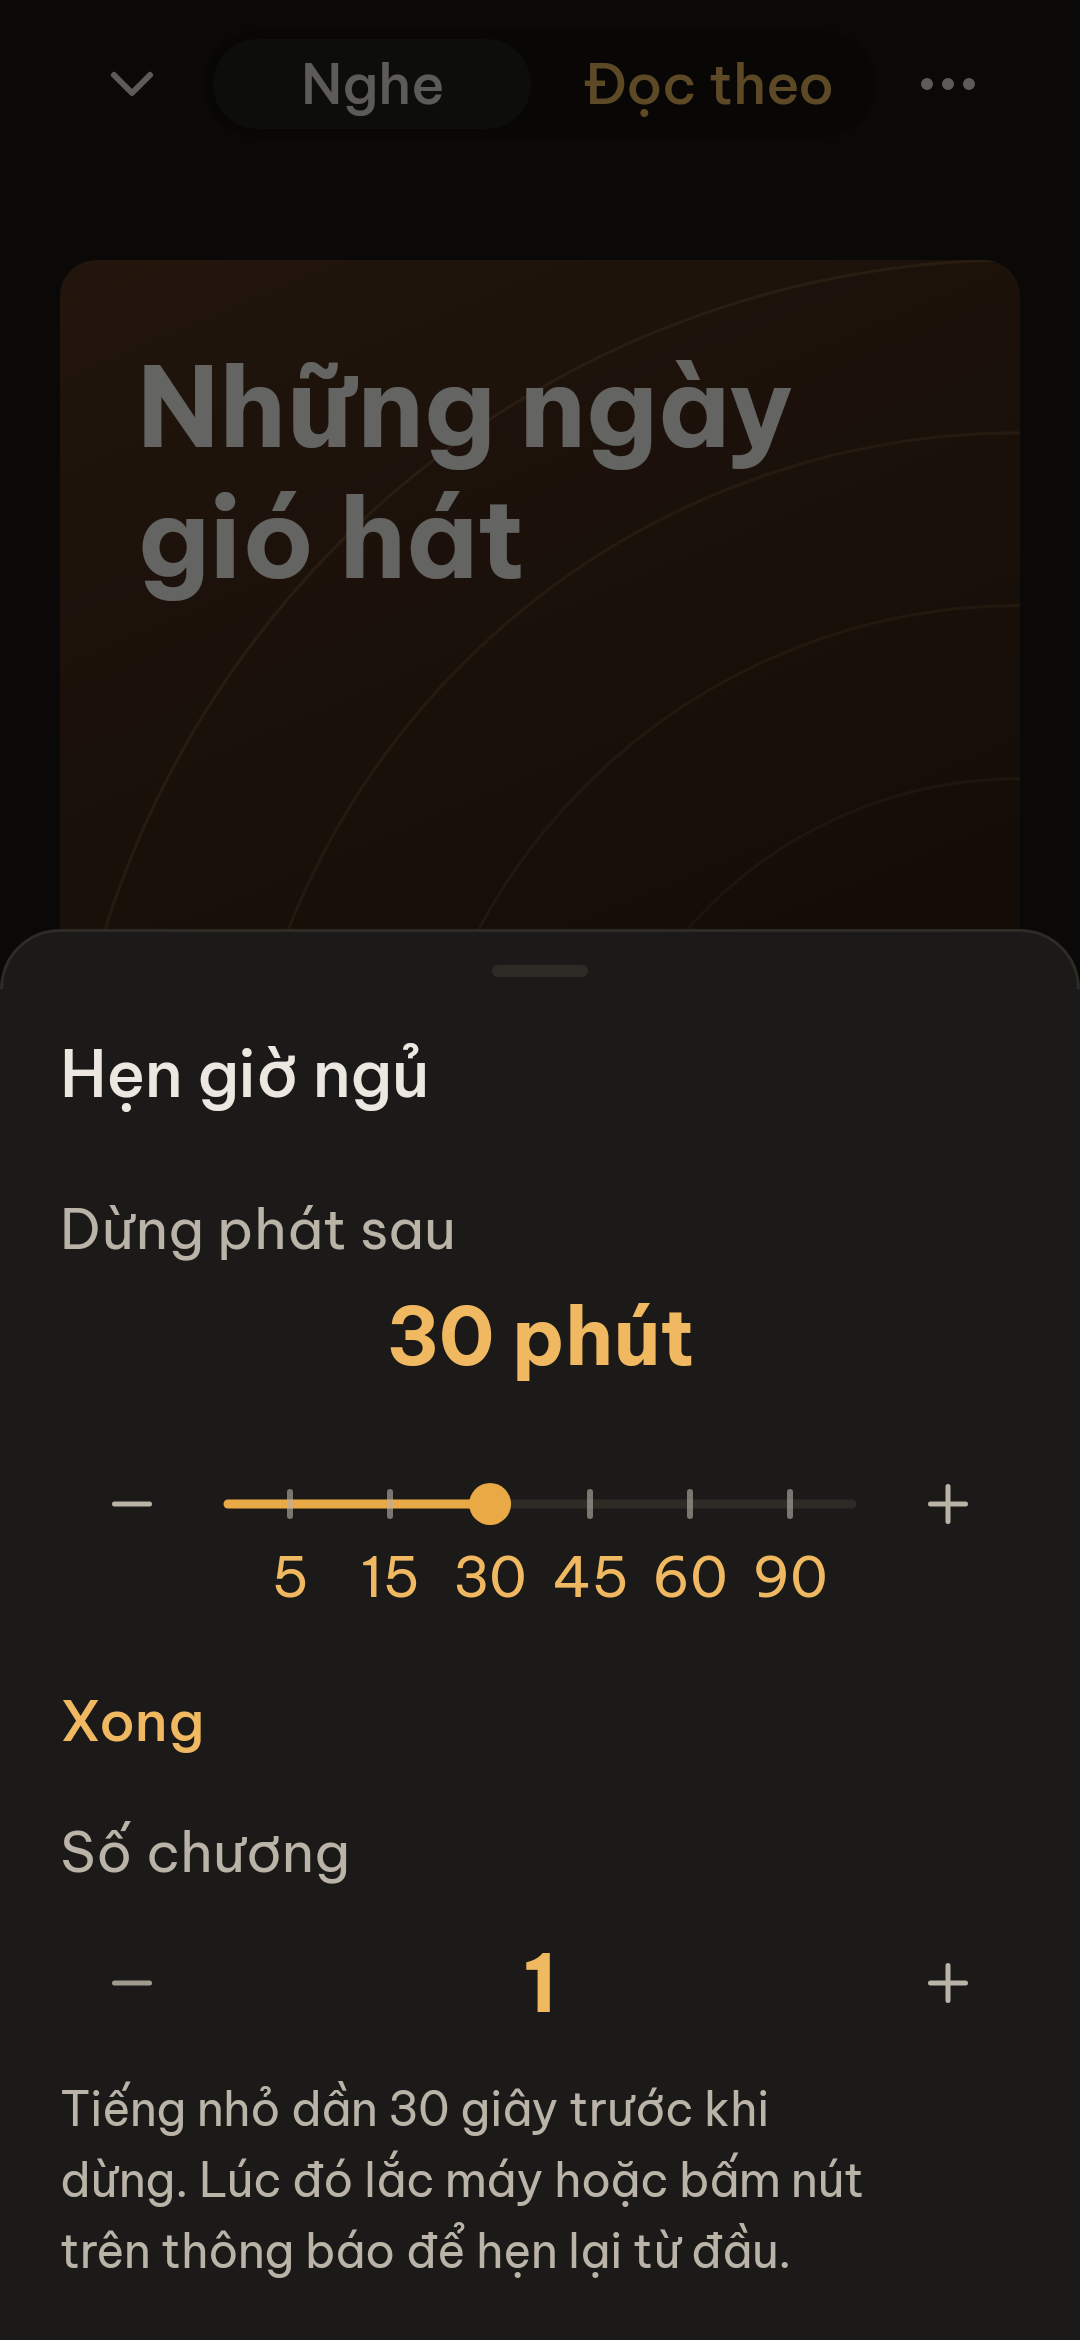 Nghe
Đọc theo
Những ngày
gió hát
Hẹn giờ ngủ
Dừng phát sau
30 phút
5 15 30 45 60 90
Xong
Số chương
1
Tiếng nhỏ dần 30 giây trước khi
dừng. Lúc đó lắc máy hoặc bấm nút
trên thông báo để hẹn lại từ đầu.